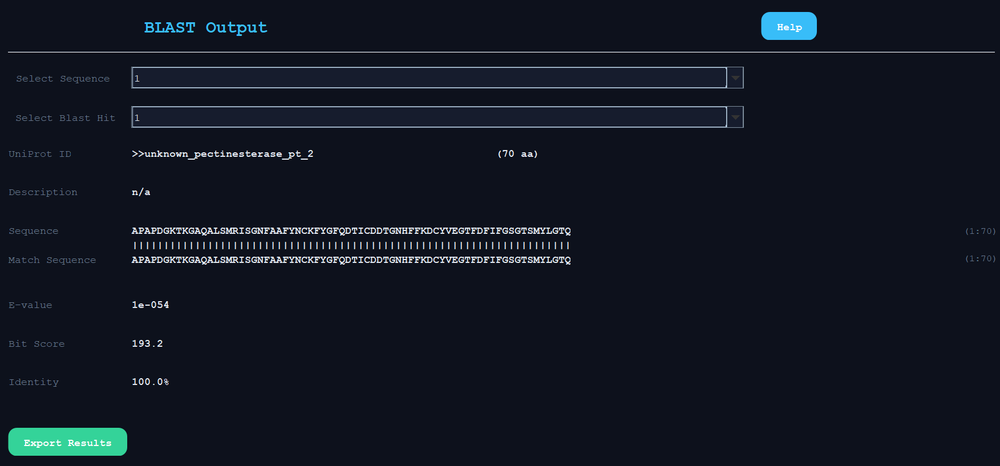 BLAST Output
Help
Select Sequence 1
Select Blast Hit 1
UniProt ID >>unknown_pectinesterase_pt_2 (70 aa)
Description n/a
Sequence APAPDGKTKGAQALSMRISGNFAAFYNCKFYGFQDTICDDTGNHFFKDCYVEGTFDFIFGSGTSMYLGTQ (1:70)
||||||||||||||||||||||||||||||||||||||||||||||||||||||||||||||||||||||
Match Sequence APAPDGKTKGAQALSMRISGNFAAFYNCKFYGFQDTICDDTGNHFFKDCYVEGTFDFIFGSGTSMYLGTQ (1:70)
E-value 1e-054
Bit Score 193.2
Identity 100.0%
Export Results